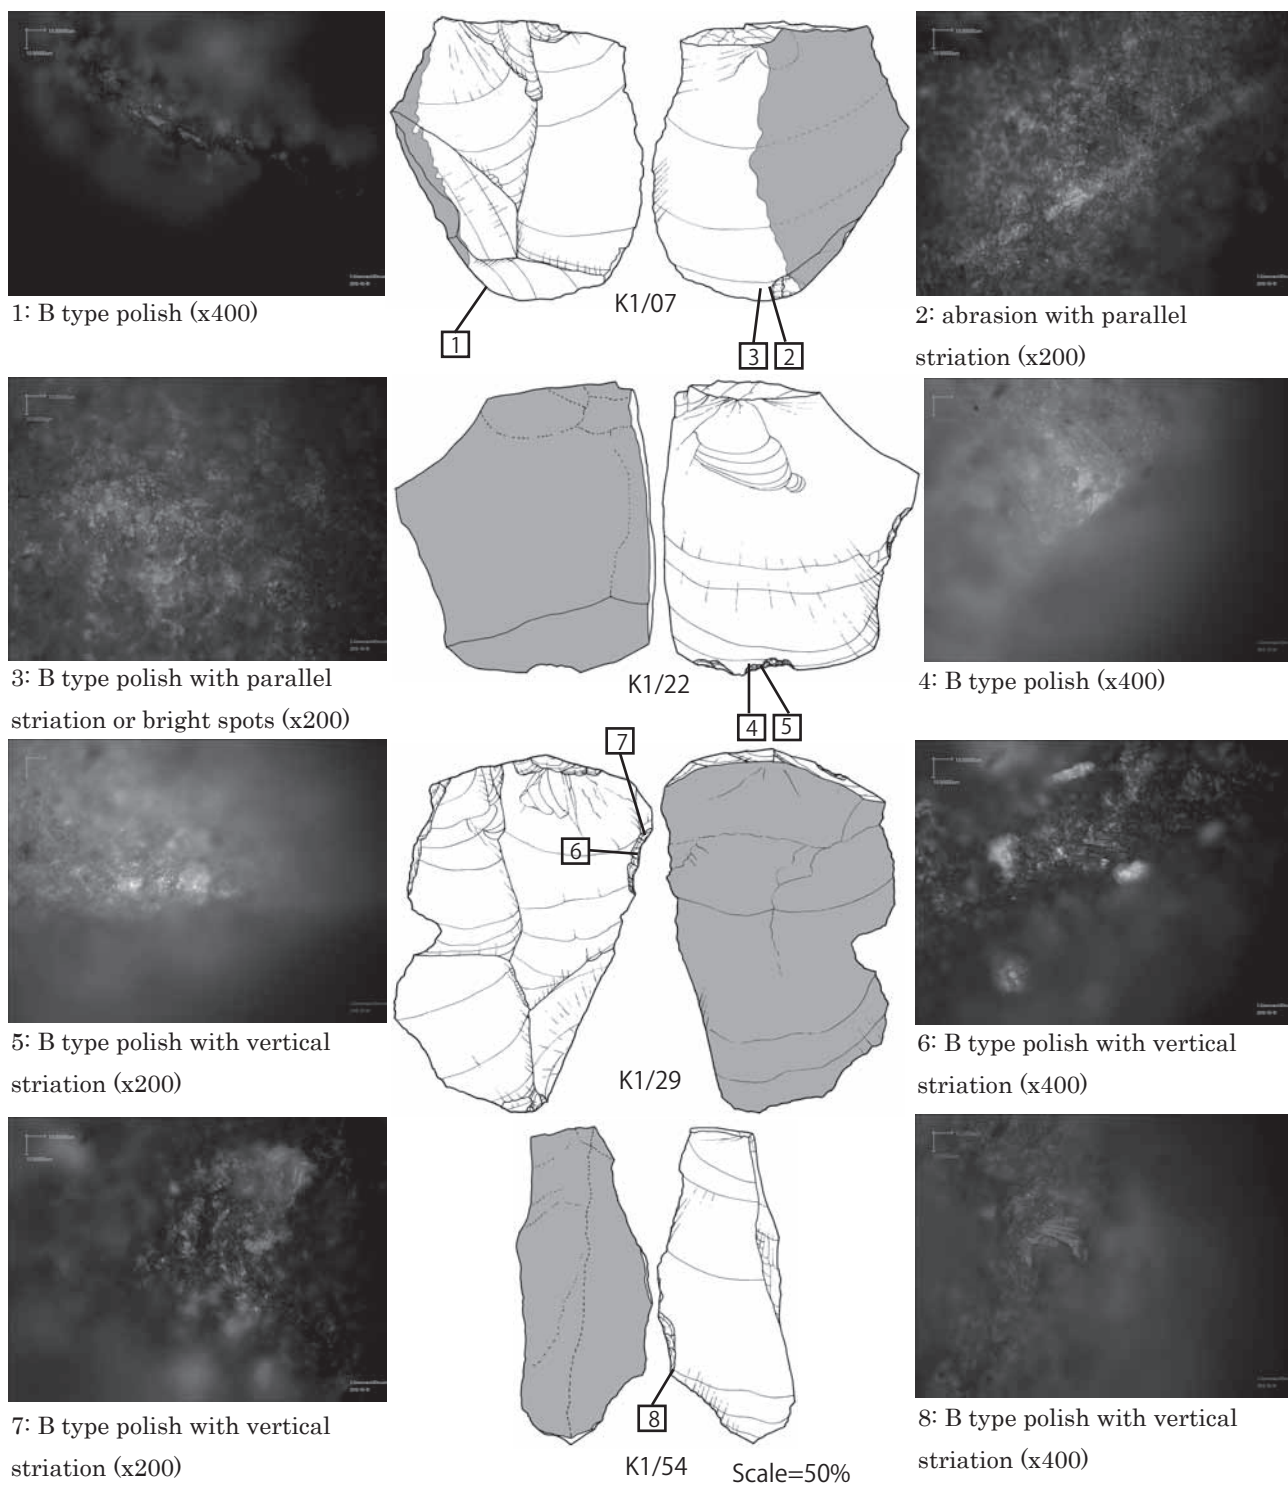 1: B type polish (x400)
K1/07
1
3
2
2: abrasion with parallel
striation (x200)
3: B type polish with parallel
striation or bright spots (x200)
K1/22
4
5
4: B type polish (x400)
7
6
5: B type polish with vertical
striation (x200)
K1/29
6: B type polish with vertical
striation (x400)
8
7: B type polish with vertical
striation (x200)
K1/54
Scale=50%
8: B type polish with vertical
striation (x400)